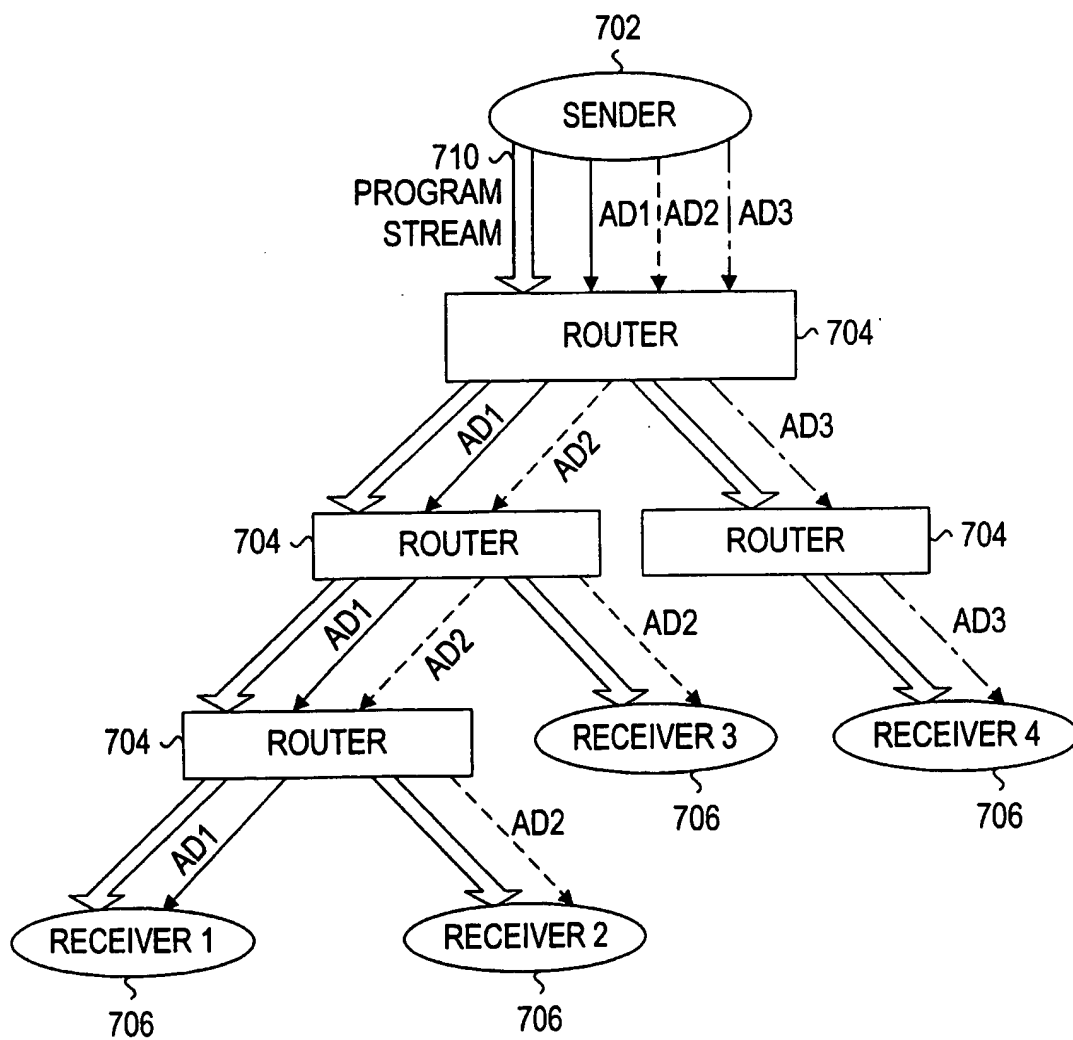 702
SENDER
710
PROGRAM
STREAM
AD1
AD2
AD3
ROUTER
704
AD1
AD2
AD3
704
ROUTER
ROUTER
704
AD1
AD2
AD2
AD3
704
ROUTER
RECEIVER 3
RECEIVER 4
706
706
AD1
AD2
RECEIVER 1
RECEIVER 2
706
706